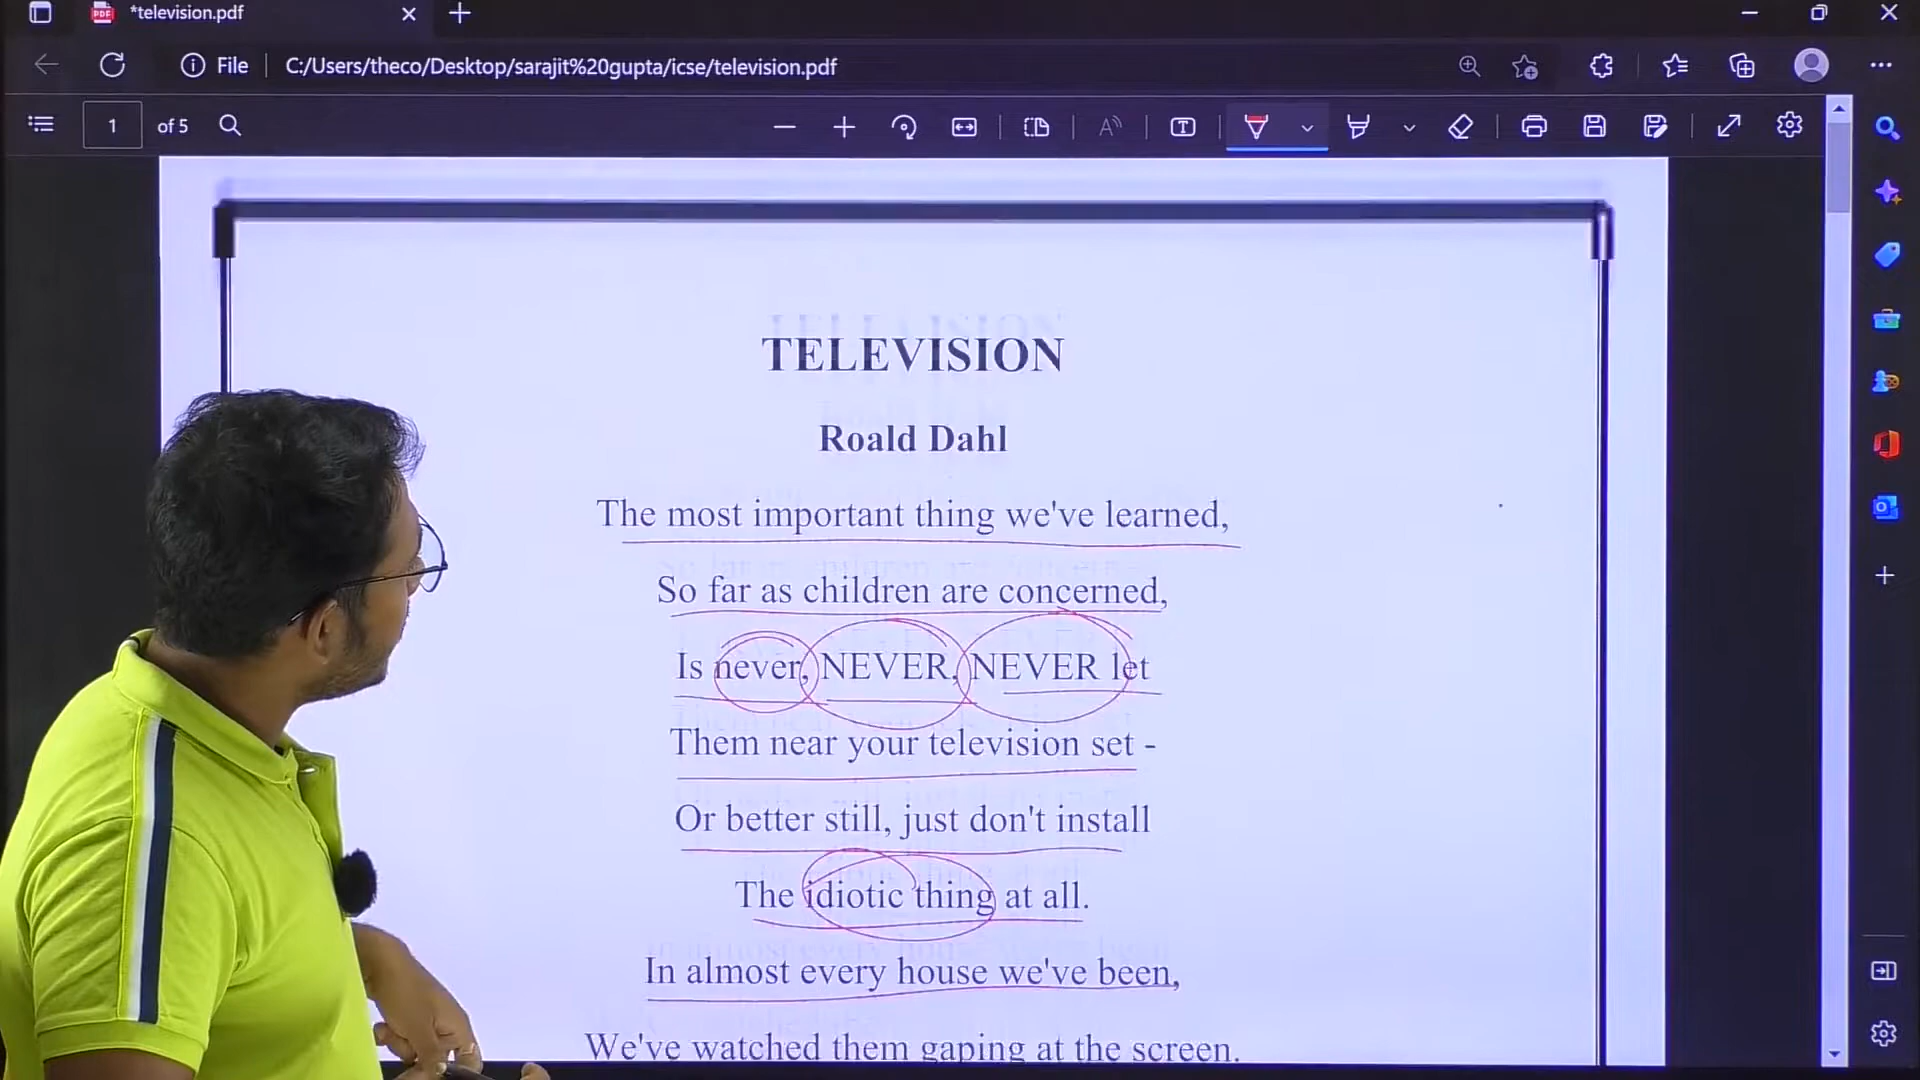 *television.pdf
File
C:/Users/theco/Desktop/sarajit%20gupta/icse/television.pdf
1 of 5
TELEVISION
Roald Dahl
The most important thing we've learned,
So far as children are concerned,
Is never, NEVER, NEVER let
Them near your television set -
Or better still, just don't install
The idiotic thing at all.
In almost every house we've been,
We've watched them gaping at the screen.